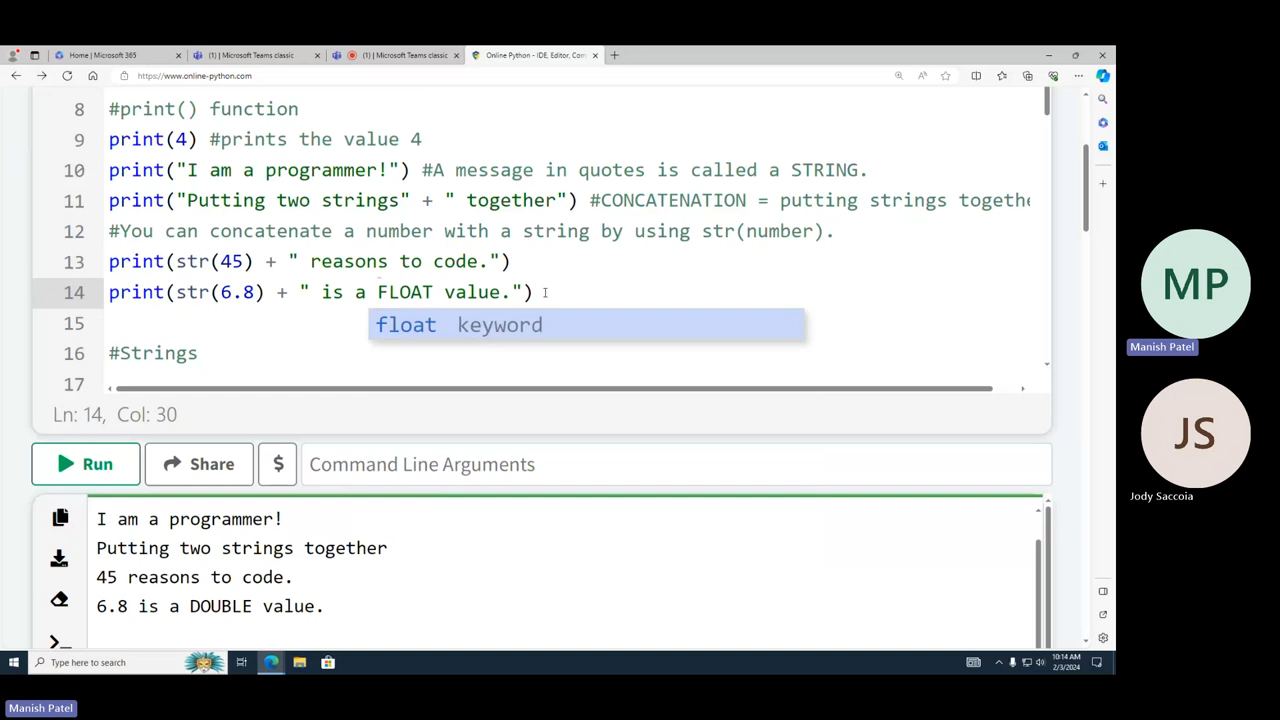 Home | Microsoft 365
(1) | Microsoft Teams classic
(1) | Microsoft Teams classic
Online Python - IDE, Editor, Com
https://www.online-python.com
8 #print() function
9 print(4) #prints the value 4
10 print("I am a programmer!") #A message in quotes is called a STRING.
11 print("Putting two strings" + " together") #CONCATENATION = putting strings togethe
12 #You can concatenate a number with a string by using str(number).
13 print(str(45) + " reasons to code.")
14 print(str(6.8) + " is a FLOAT value.")
float keyword
15
16 #Strings
17
Ln: 14, Col: 30
Run
Share
$
Command Line Arguments
I am a programmer!
Putting two strings together
45 reasons to code.
6.8 is a DOUBLE value.
Type here to search
10:14 AM
2/3/2024
MP
Manish Patel
JS
Jody Saccoia
Manish Patel